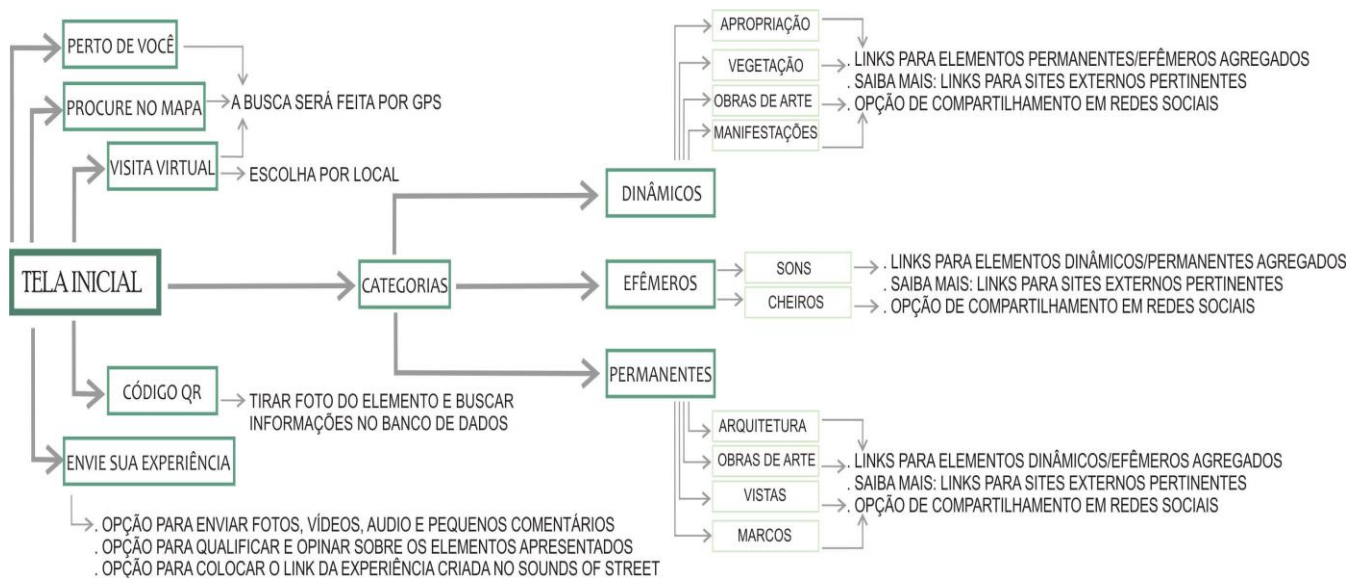 PERTO DE VOCÊ
PROCURE NO MAPA
A BUSCA SERÁ FEITA POR GPS
VISITA VIRTUAL
ESCOLHA POR LOCAL
TELA INICIAL
CATEGORIAS
CÓDIGO QR
TIRAR FOTO DO ELEMENTO E BUSCAR
INFORMAÇÕES NO BANCO DE DADOS
ENVIE SUA EXPERIÊNCIA
. OPÇÃO PARA ENVIAR FOTOS, VÍDEOS, AUDIO E PEQUENOS COMENTÁRIOS
. OPÇÃO PARA QUALIFICAR E OPINAR SOBRE OS ELEMENTOS APRESENTADOS
. OPÇÃO PARA COLOCAR O LINK DA EXPERIÊNCIA CRIADA NO SOUNDS OF STREET
DINÂMICOS
APROPRIAÇÃO
VEGETAÇÃO
OBRAS DE ARTE
MANIFESTAÇÕES
. LINKS PARA ELEMENTOS PERMANENTES/EFÊMEROS AGREGADOS
. SAIBA MAIS: LINKS PARA SITES EXTERNOS PERTINENTES
. OPÇÃO DE COMPARTILHAMENTO EM REDES SOCIAIS
EFÊMEROS
SONS
CHEIROS
. LINKS PARA ELEMENTOS DINÂMICOS/PERMANENTES AGREGADOS
. SAIBA MAIS: LINKS PARA SITES EXTERNOS PERTINENTES
. OPÇÃO DE COMPARTILHAMENTO EM REDES SOCIAIS
PERMANENTES
ARQUITETURA
OBRAS DE ARTE
VISTAS
MARCOS
. LINKS PARA ELEMENTOS DINÂMICOS/EFÊMEROS AGREGADOS
. SAIBA MAIS: LINKS PARA SITES EXTERNOS PERTINENTES
. OPÇÃO DE COMPARTILHAMENTO EM REDES SOCIAIS